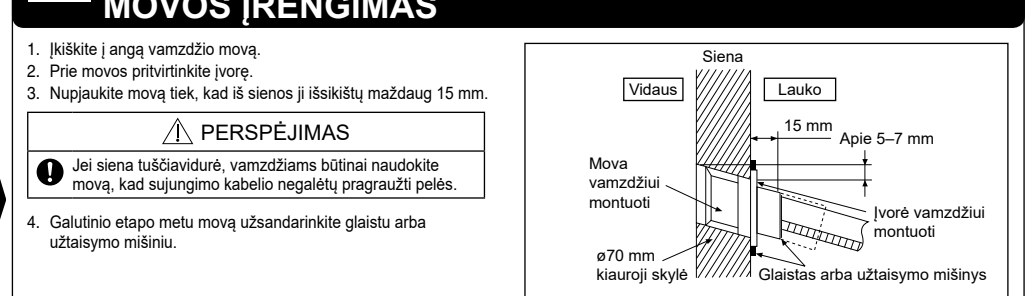 MOVOS ĮRENGIMAS
1. Įkiškite į angą vamzdžio movą.
2. Prie movos pritvirtinkite įvorę.
3. Nupjaukite movą tiek, kad iš sienos ji išsikištų maždaug 15 mm.
PERSPĖJIMAS
Jei siena tuščiavidurė, vamzdžiams būtinai naudokite
movą, kad sujungimo kabelio negalėtų pragraužti pelės.
4. Galutinio etapo metu movą užsandarinkite glaistu arba
užtaisymo mišiniu.
Siena
Vidaus
Lauko
15 mm
Apie 5–7 mm
Mova
vamzdžiui
montuoti
Įvorė vamzdžiui
montuoti
ø70 mm
kiauroji skylė
Glaistas arba užtaisymo mišinys